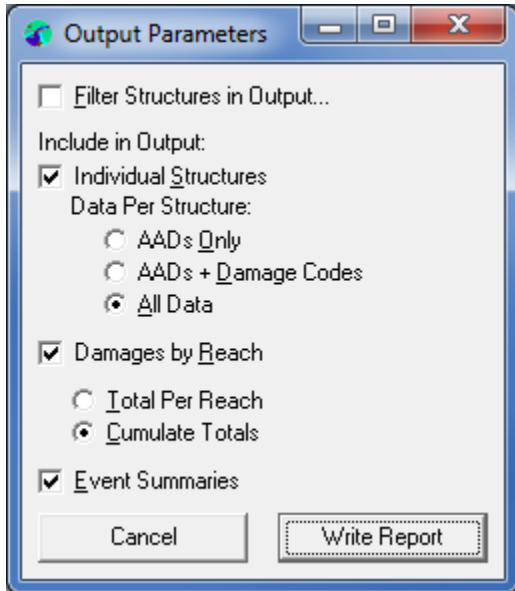 Output Parameters
Filter Structures in Output...
Include in Output:
Individual Structures
Data Per Structure:
AADs Only
AADs + Damage Codes
All Data
Damages by Reach
Total Per Reach
Cumulate Totals
Event Summaries
Cancel Write Report